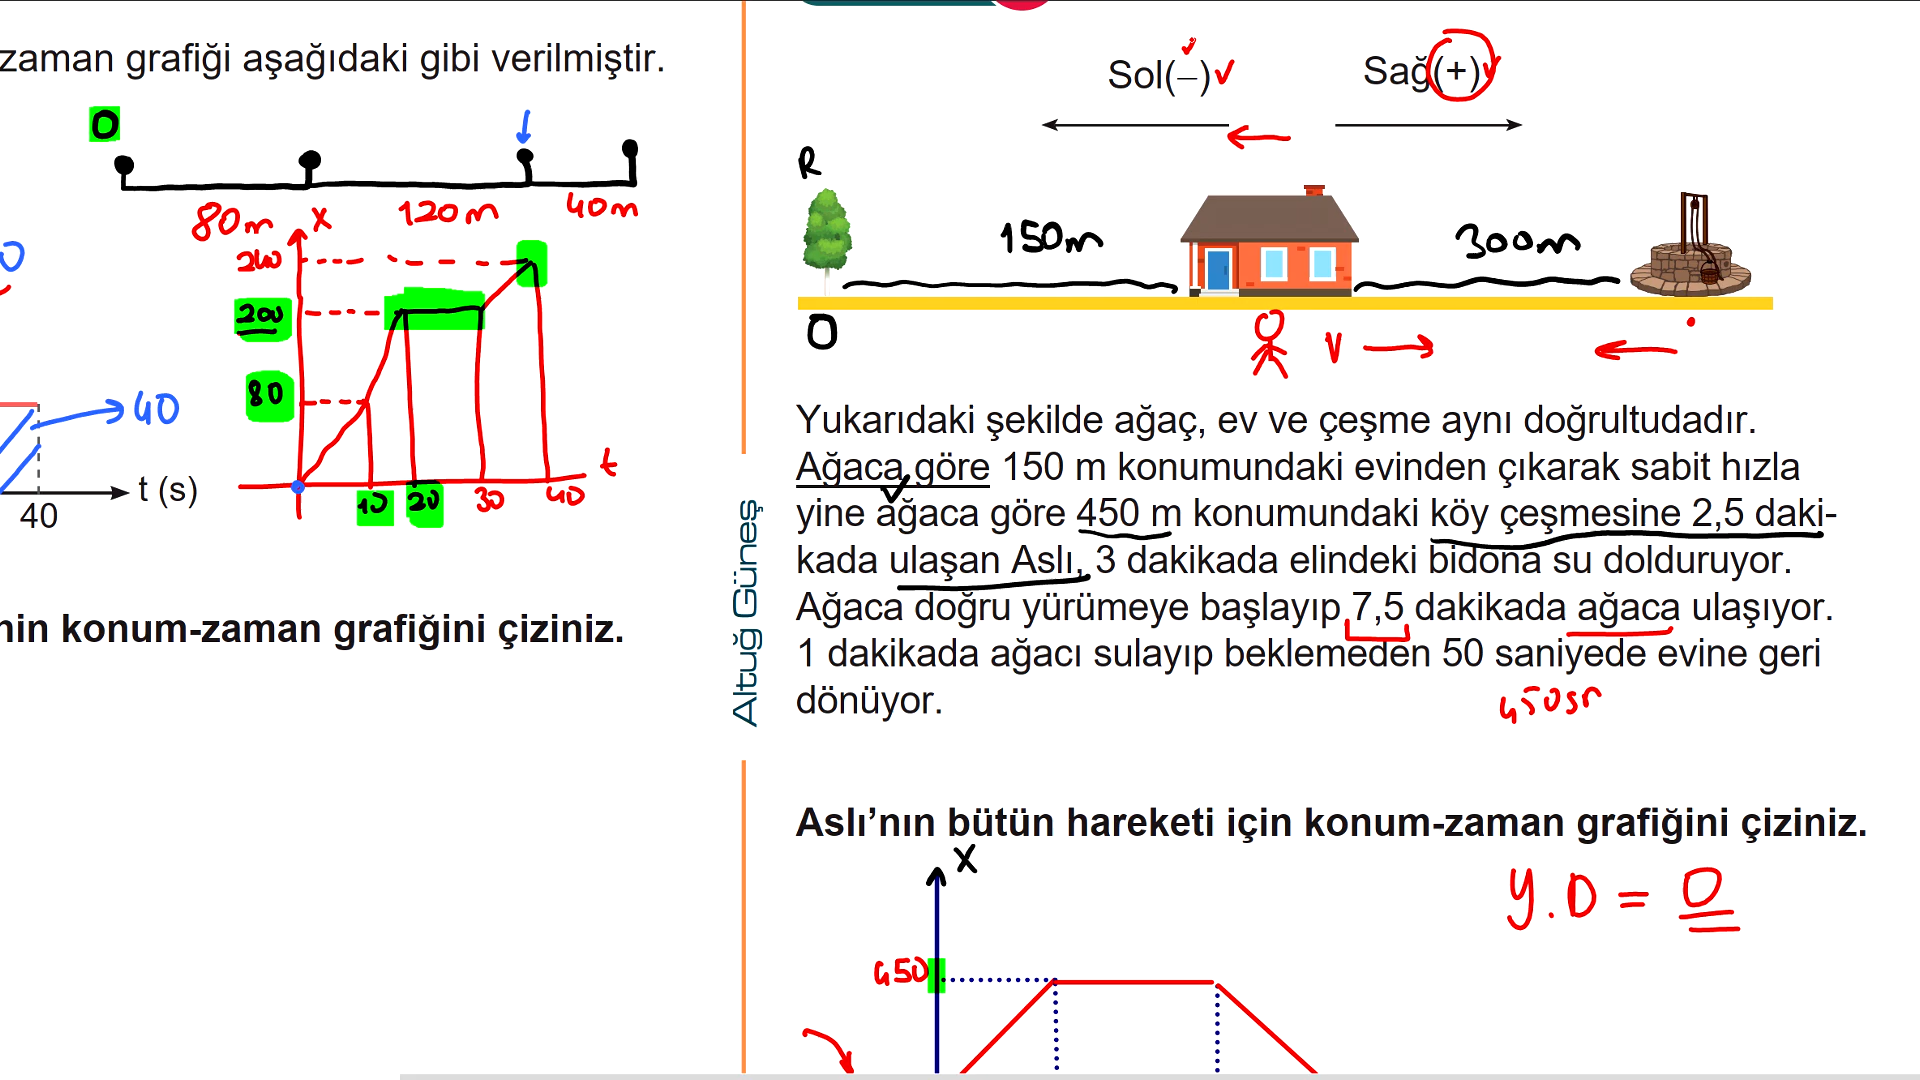 zaman grafiği aşağıdaki gibi verilmiştir.
O
80m
120m
40m
x
240
200
80
10
20
30
40
t
40
t (s)
40
0
nin konum-zaman grafiğini çiziniz.
Altuğ Güneş
Sol(–)
Sağ(+)
R
150m
300m
O
V
Yukarıdaki şekilde ağaç, ev ve çeşme aynı doğrultudadır.
Ağaca göre 150 m konumundaki evinden çıkarak sabit hızla
yine ağaca göre 450 m konumundaki köy çeşmesine 2,5 daki-
kada ulaşan Aslı, 3 dakikada elindeki bidona su dolduruyor.
Ağaca doğru yürümeye başlayıp 7,5 dakikada ağaca ulaşıyor.
1 dakikada ağacı sulayıp beklemeden 50 saniyede evine geri
dönüyor.
450sn
Aslı’nın bütün hareketi için konum-zaman grafiğini çiziniz.
x
y.D = 0
450